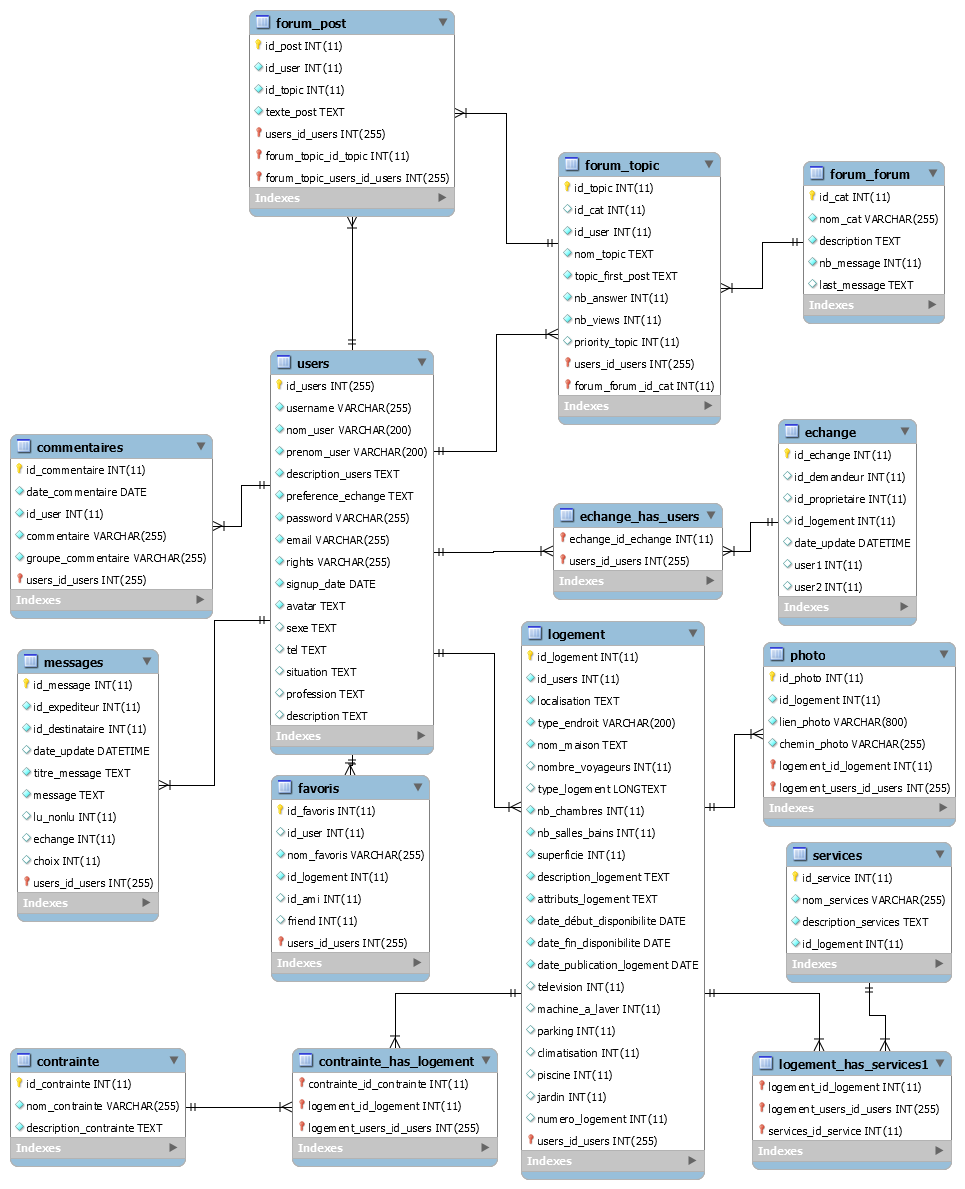 forum_post
id_post INT(11)
id_user INT(11)
id_topic INT(11)
texte_post TEXT
users_id_users INT(255)
forum_topic_id_topic INT(11)
forum_topic_users_id_users INT(255)
Indexes
forum_topic
id_topic INT(11)
id_cat INT(11)
id_user INT(11)
nom_topic TEXT
topic_first_post TEXT
nb_answer INT(11)
nb_views INT(11)
priority_topic INT(11)
users_id_users INT(255)
forum_forum_id_cat INT(11)
Indexes
forum_forum
id_cat INT(11)
nom_cat VARCHAR(255)
description TEXT
nb_message INT(11)
last_message TEXT
Indexes
users
id_users INT(255)
username VARCHAR(255)
nom_user VARCHAR(200)
prenom_user VARCHAR(200)
description_users TEXT
preference_echange TEXT
password VARCHAR(255)
email VARCHAR(255)
rights VARCHAR(255)
signup_date DATE
avatar TEXT
sexe TEXT
tel TEXT
situation TEXT
profession TEXT
description TEXT
Indexes
commentaires
id_commentaire INT(11)
date_commentaire DATE
id_user INT(11)
commentaire VARCHAR(255)
groupe_commentaire VARCHAR(255)
users_id_users INT(255)
Indexes
echange
id_echange INT(11)
id_demandeur INT(11)
id_proprietaire INT(11)
id_logement INT(11)
date_update DATETIME
user1 INT(11)
user2 INT(11)
Indexes
echange_has_users
echange_id_echange INT(11)
users_id_users INT(255)
Indexes
messages
id_message INT(11)
id_expediteur INT(11)
id_destinataire INT(11)
date_update DATETIME
titre_message TEXT
message TEXT
lu_nonlu INT(11)
echange INT(11)
choix INT(11)
users_id_users INT(255)
Indexes
favoris
id_favoris INT(11)
id_user INT(11)
nom_favoris VARCHAR(255)
id_logement INT(11)
id_ami INT(11)
friend INT(11)
users_id_users INT(255)
Indexes
logement
id_logement INT(11)
id_users INT(11)
localisation TEXT
type_endroit VARCHAR(200)
nom_maison TEXT
nombre_voyageurs INT(11)
type_logement LONGTEXT
nb_chambres INT(11)
nb_salles_bains INT(11)
superficie INT(11)
description_logement TEXT
attributs_logement TEXT
date_début_disponibilite DATE
date_fin_disponibilite DATE
date_publication_logement DATE
television INT(11)
machine_a_laver INT(11)
parking INT(11)
climatisation INT(11)
piscine INT(11)
jardin INT(11)
numero_logement INT(11)
users_id_users INT(255)
Indexes
photo
id_photo INT(11)
id_logement INT(11)
lien_photo VARCHAR(800)
chemin_photo VARCHAR(255)
logement_id_logement INT(11)
logement_users_id_users INT(255)
Indexes
services
id_service INT(11)
nom_services VARCHAR(255)
description_services TEXT
id_logement INT(11)
Indexes
contrainte
id_contrainte INT(11)
nom_contrainte VARCHAR(255)
description_contrainte TEXT
Indexes
contrainte_has_logement
contrainte_id_contrainte INT(11)
logement_id_logement INT(11)
logement_users_id_users INT(255)
Indexes
logement_has_services1
logement_id_logement INT(11)
logement_users_id_users INT(255)
services_id_service INT(11)
Indexes